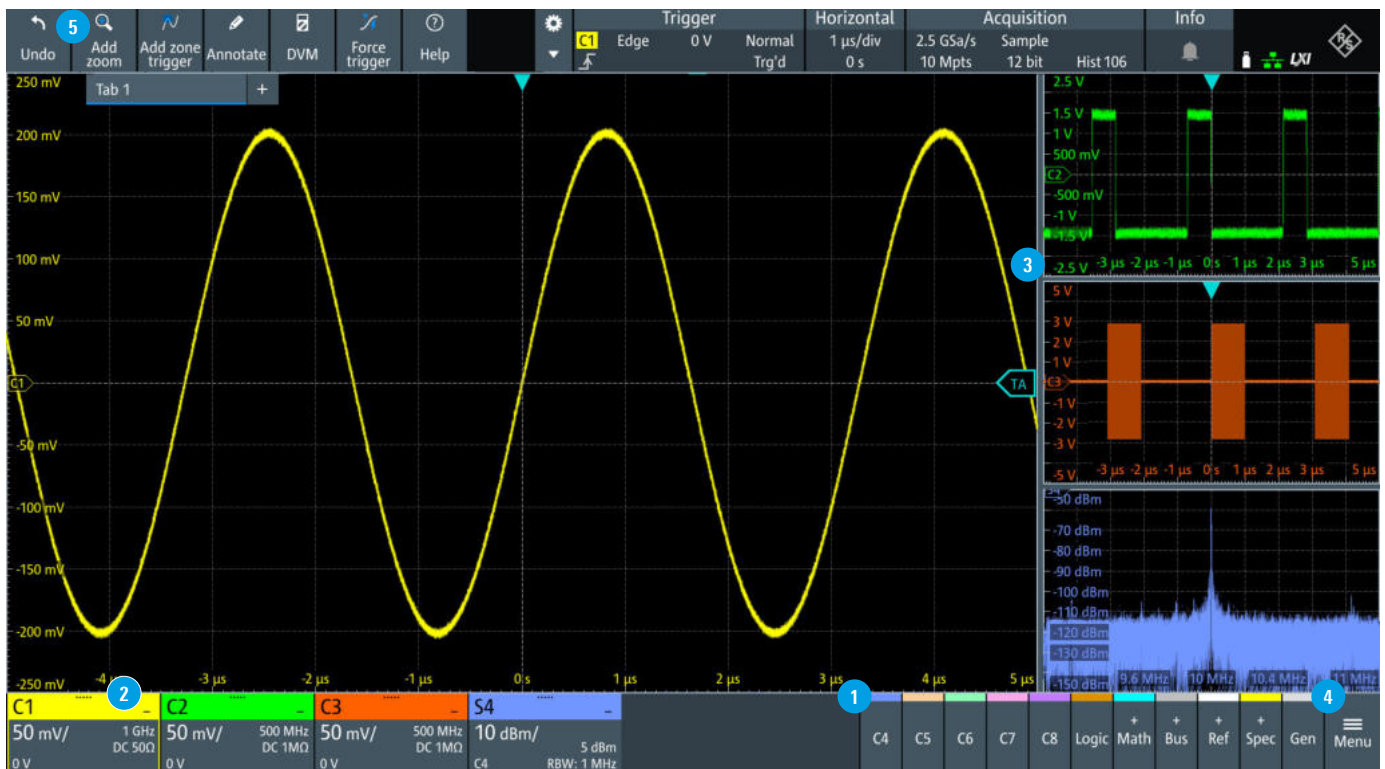 5
Undo
Add zoom
Add zone trigger
Annotate
DVM
Force trigger
Help
Trigger
C1 Edge 0 V Normal
Trg'd
Horizontal
1 µs/div
0 s
Acquisition
2.5 GSa/s Sample
10 Mpts 12 bit Hist 106
Info
LXI
R&S
Tab 1 +
250 mV
200 mV
150 mV
100 mV
50 mV
C1
-50 mV
-100 mV
-150 mV
-200 mV
-250 mV
TA
-4 µs -3 µs -2 µs -1 µs 0 s 1 µs 2 µs 3 µs 4 µs 5 µs
2.5 V
1.5 V
1 V
500 mV
C2
-500 mV
-1 V
-1.5 V
-2.5 V
-3 µs -2 µs -1 µs 0 s 1 µs 2 µs 3 µs 5 µs
3
5 V
3 V
2 V
1 V
C3
-1 V
-2 V
-3 V
-5 V
-3 µs -2 µs -1 µs 0 s 1 µs 2 µs 3 µs 5 µs
S4
-50 dBm
-70 dBm
-80 dBm
-90 dBm
-100 dBm
-110 dBm
-120 dBm
-130 dBm
-150 dBm
9.6 MHz 10 MHz 10.4 MHz 11 MHz
2
C1
50 mV/ 1 GHz
DC 50Ω
0 V
C2
50 mV/ 500 MHz
DC 1MΩ
0 V
C3
50 mV/ 500 MHz
DC 1MΩ
0 V
S4
10 dBm/
5 dBm
C4 RBW: 1 MHz
1
C4
C5
C6
C7
C8
Logic
+ Math
+ Bus
+ Ref
+ Spec
Gen
4
Menu